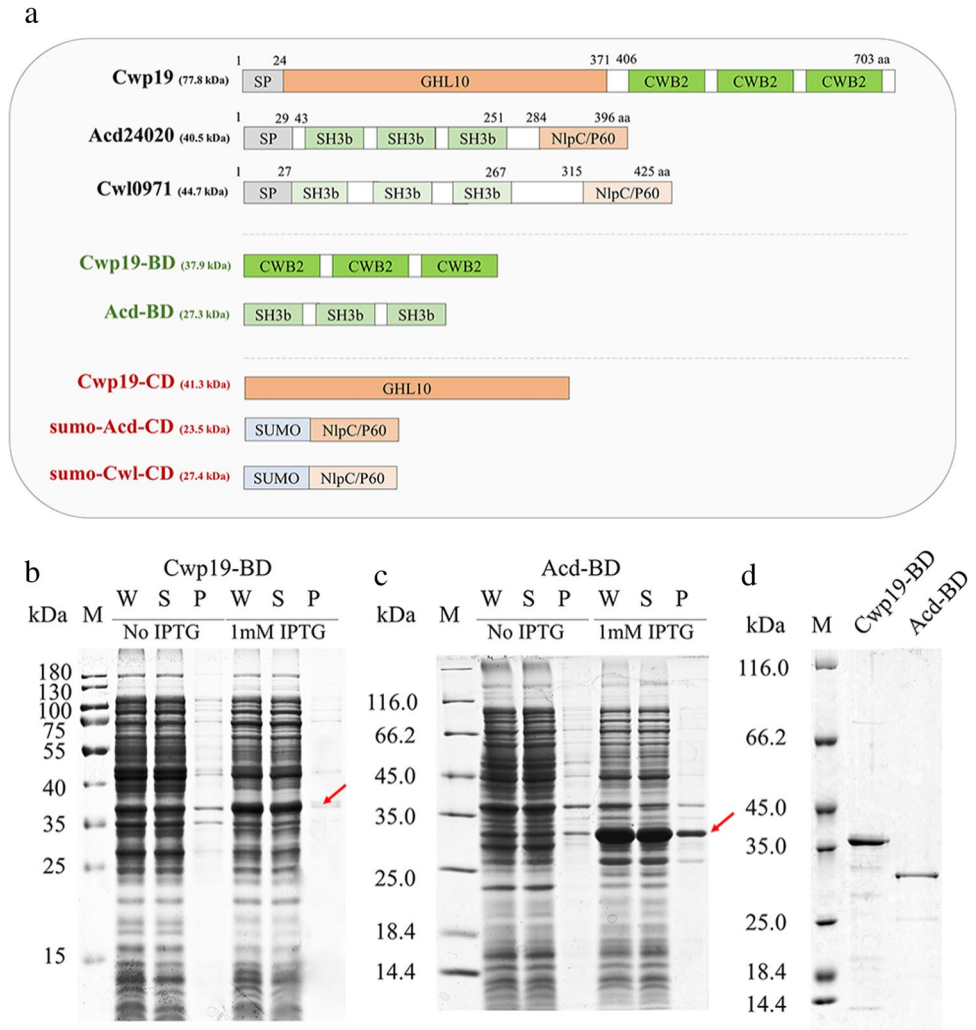 a
1 24 371 406 703 aa
Cwp19 (77.8 kDa) SP GHL10 CWB2 CWB2 CWB2
1 29 43 251 284 396 aa
Acd24020 (40.5 kDa) SP SH3b SH3b SH3b NlpC/P60
1 27 267 315 425 aa
Cwl0971 (44.7 kDa) SP SH3b SH3b SH3b NlpC/P60
Cwp19-BD (37.9 kDa) CWB2 CWB2 CWB2
Acd-BD (27.3 kDa) SH3b SH3b SH3b
Cwp19-CD (41.3 kDa) GHL10
sumo-Acd-CD (23.5 kDa) SUMO NlpC/P60
sumo-Cwl-CD (27.4 kDa) SUMO NlpC/P60
b
Cwp19-BD
kDa M W S P W S P
No IPTG 1mM IPTG
180
130
100
75
55
40
35
25
15
c
Acd-BD
kDa M W S P W S P
No IPTG 1mM IPTG
116.0
66.2
45.0
35.0
25.0
18.4
14.4
d
kDa M Cwp19-BD Acd-BD
116.0
66.2
45.0
35.0
25.0
18.4
14.4